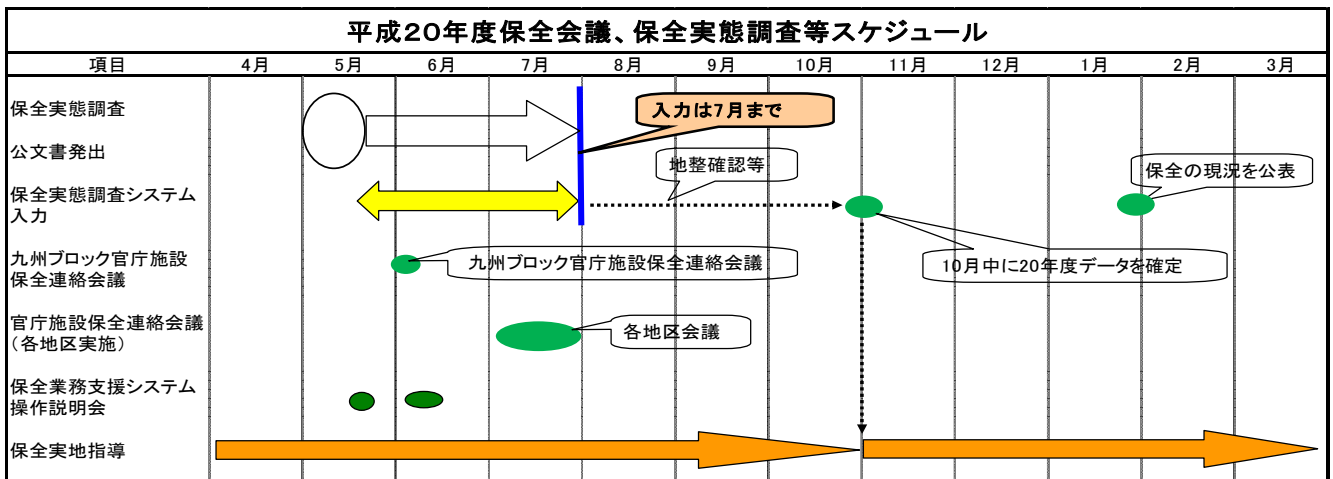 平成20年度保全会議、保全実態調査等スケジュール
項目 4月 5月 6月 7月 8月 9月 10月 11月 12月 1月 2月 3月
保全実態調査
入力は7月まで
公文書発出
地整確認等
保全の現況を公表
保全実態調査システム
入力
九州ブロック官庁施設
保全連絡会議
九州ブロック官庁施設保全連絡会議
10月中に20年度データを確定
官庁施設保全連絡会議
(各地区実施)
各地区会議
保全業務支援システム
操作説明会
保全実地指導